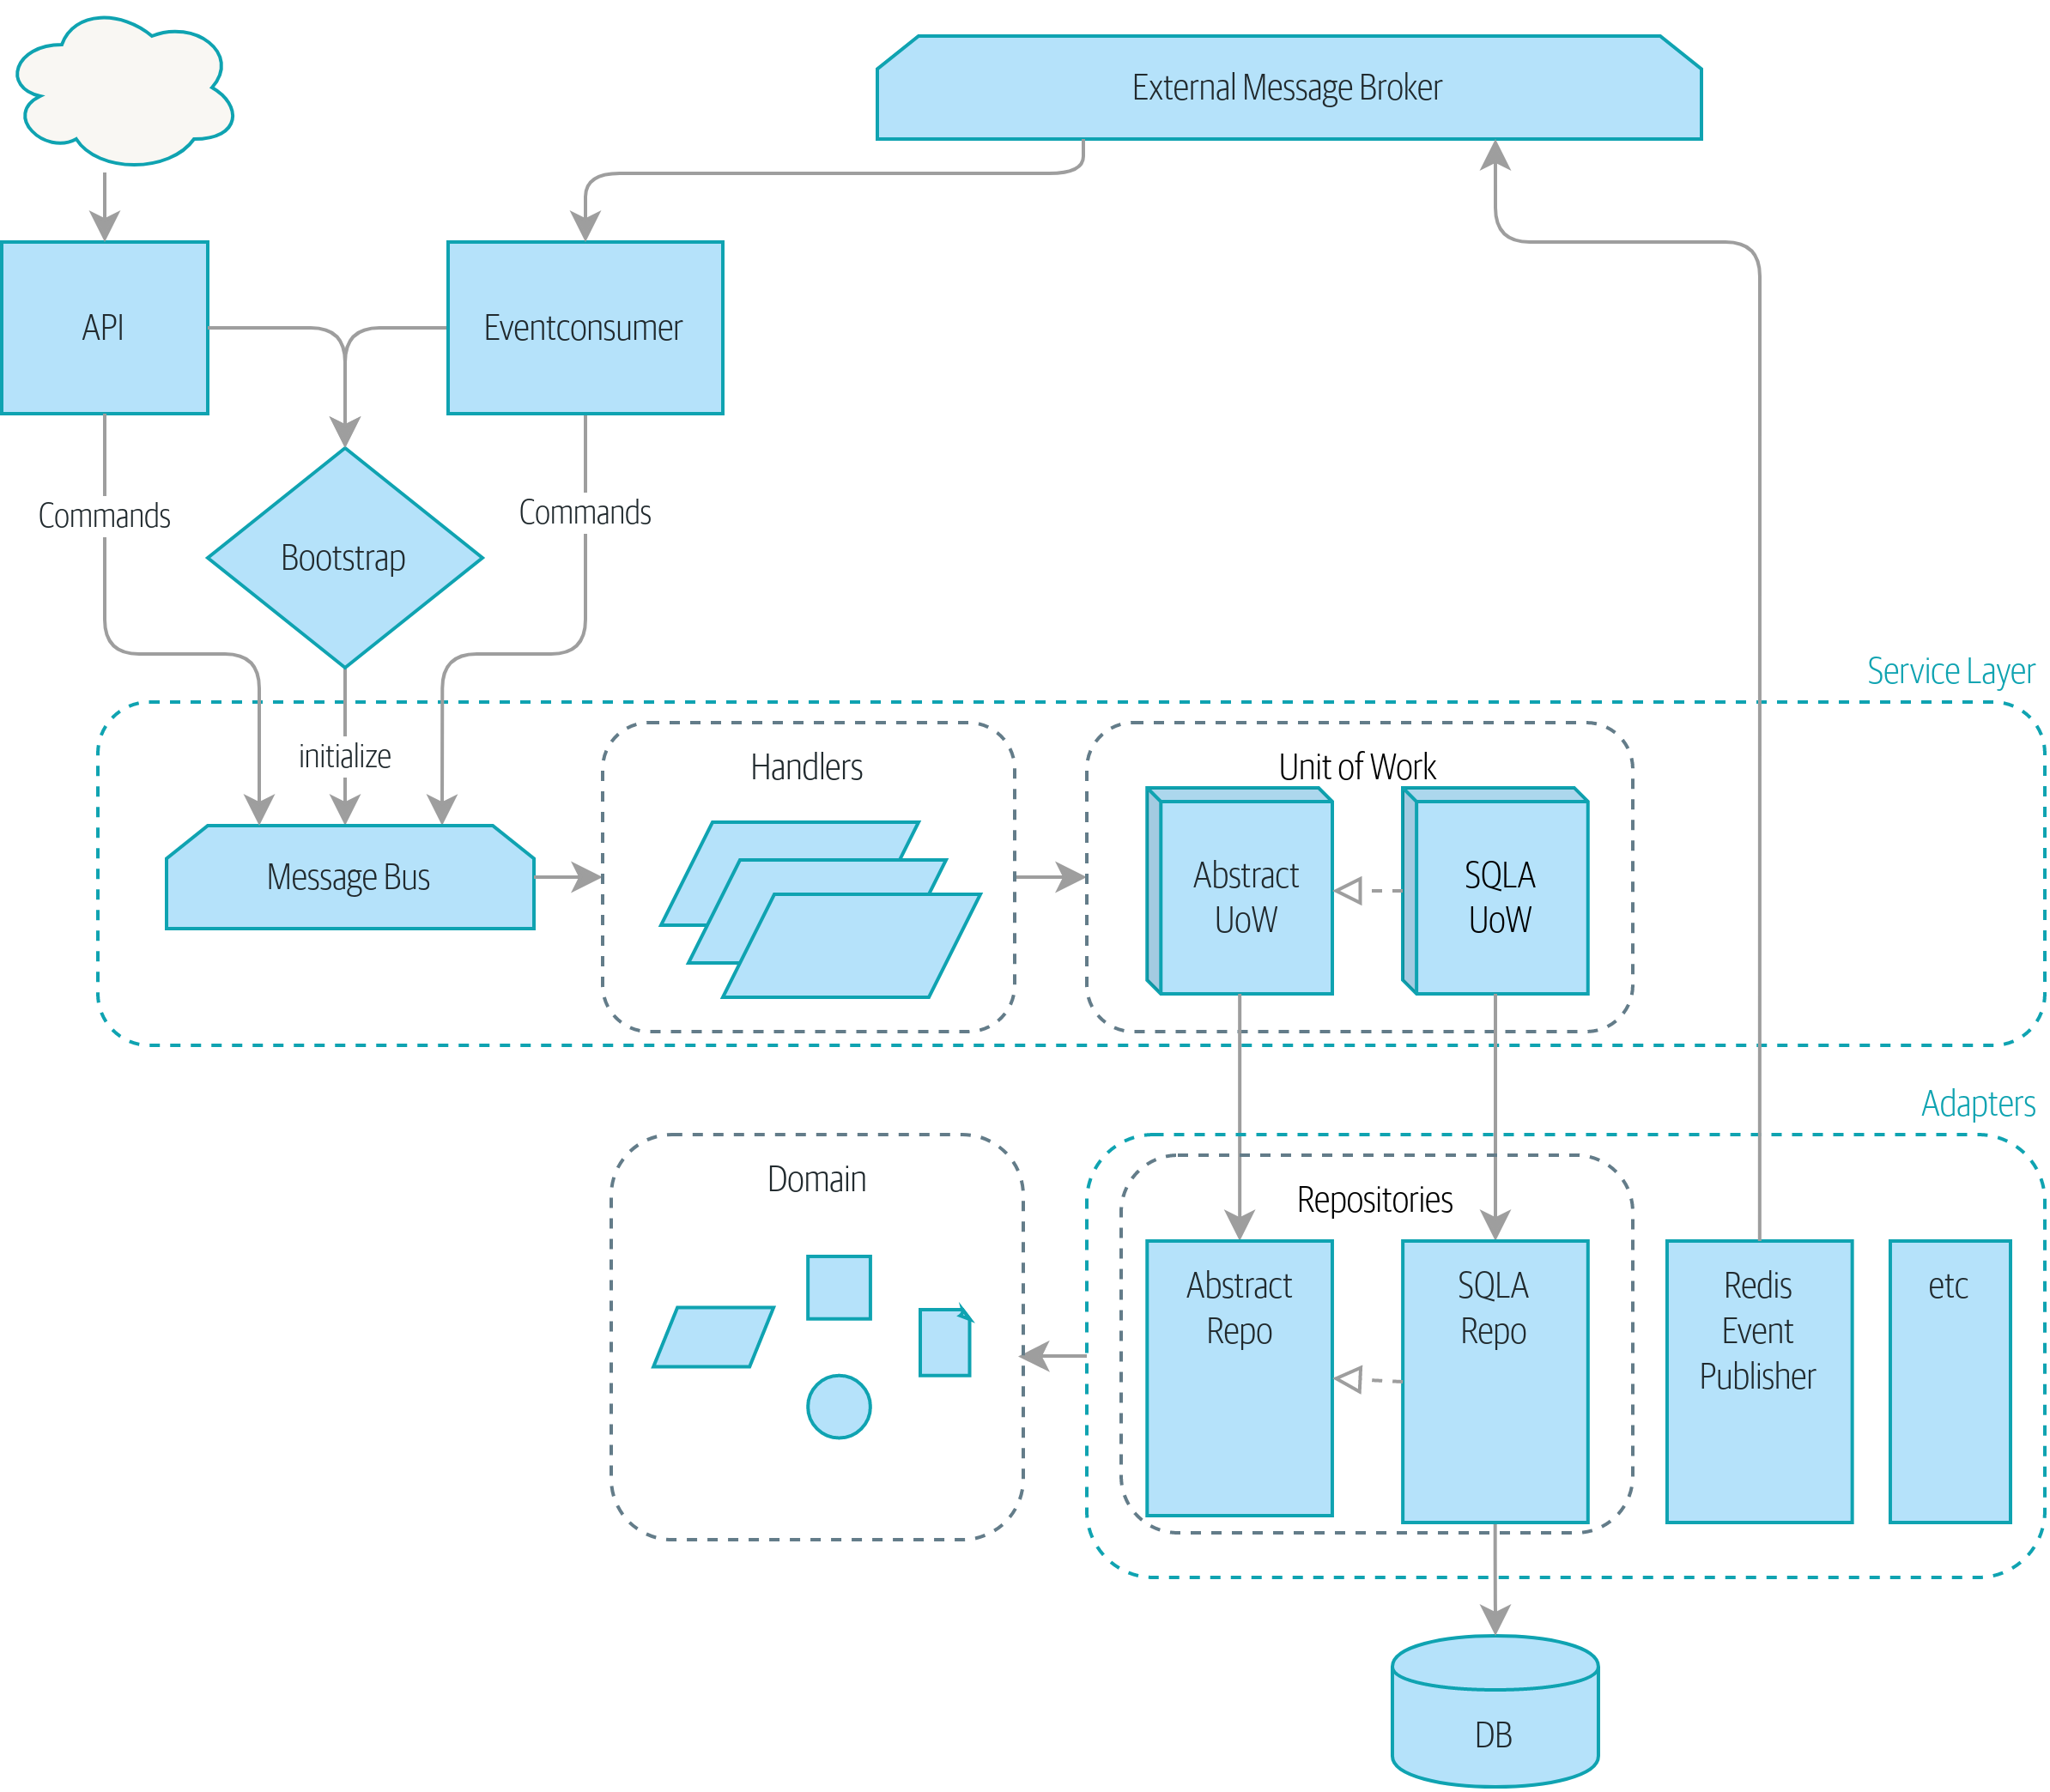 External Message Broker
API
Eventconsumer
Commands
Commands
Bootstrap
Service Layer
initialize
Handlers
Unit of Work
Message Bus
Abstract
UoW
SQLA
UoW
Adapters
Domain
Repositories
Abstract
Repo
SQLA
Repo
Redis
Event
Publisher
etc
DB